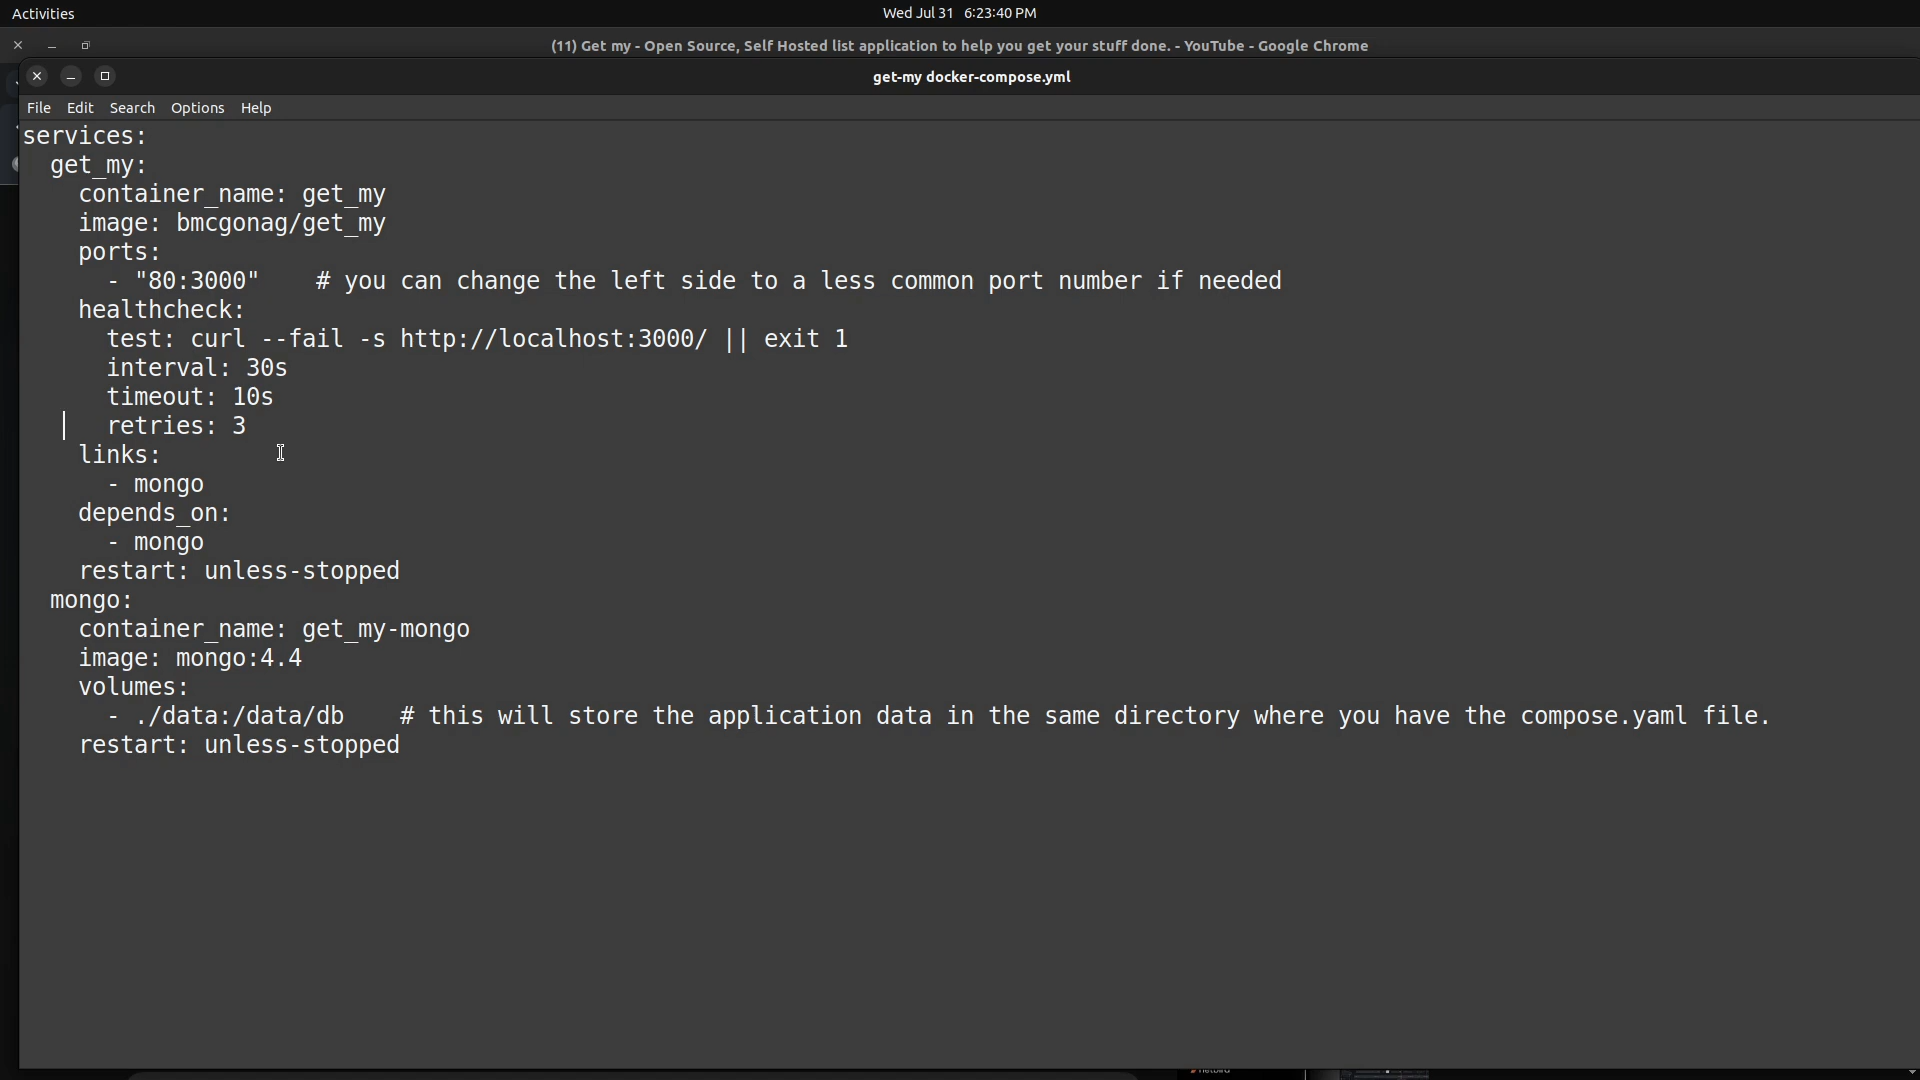 Activities
Wed Jul 31 6:23:40 PM
(11) Get my - Open Source, Self Hosted list application to help you get your stuff done. - YouTube - Google Chrome
get-my docker-compose.yml
File Edit Search Options Help
services:
  get_my:
    container_name: get_my
    image: bmcgonag/get_my
    ports:
      - "80:3000"    # you can change the left side to a less common port number if needed
    healthcheck:
      test: curl --fail -s http://localhost:3000/ || exit 1
      interval: 30s
      timeout: 10s
      retries: 3
    links:
      - mongo
    depends_on:
      - mongo
    restart: unless-stopped
  mongo:
    container_name: get_my-mongo
    image: mongo:4.4
    volumes:
      - ./data:/data/db    # this will store the application data in the same directory where you have the compose.yaml file.
    restart: unless-stopped